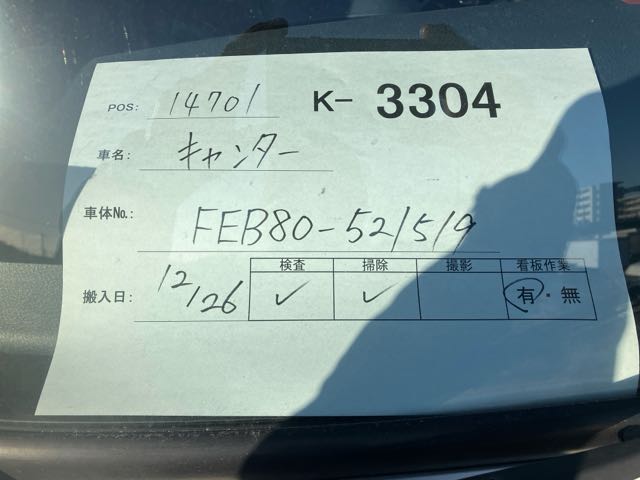 POS: 14701 K- 3304
車名: キャンター
車体No.: FEB80-521519
搬入日: 12/26
検査 掃除 撮影 看板作業
✓ ✓ 有・無